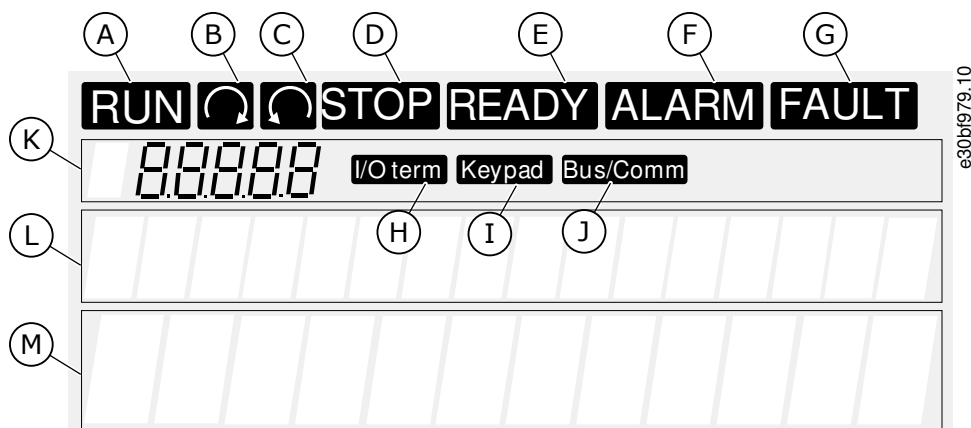 A B C D E F G
RUN STOP READY ALARM FAULT
K 8.8.8.8.8 I/O term Keypad Bus/Comm
H I J
L
M
e30bf979.10